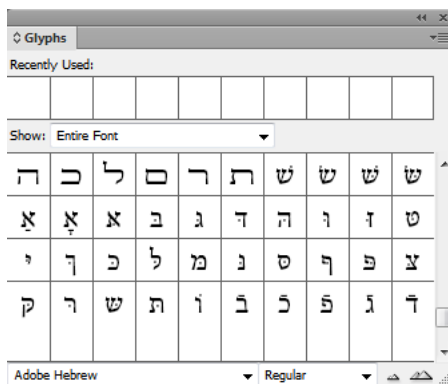 Glyphs
Recently Used:
Show: Entire Font
ﬣ ﬤ ﬥ ﬦ ﬧ ﬨ שׁ שׂ שּׁ שּׂ
אַ אָ אּ בּ גּ דּ הּ וּ זּ טּ
יּ ךּ כּ לּ מּ נּ סּ ףּ פּ צּ
קּ רּ שּ תּ וֹ בֿ כֿ פֿ גֿ דֿ
Adobe Hebrew Regular